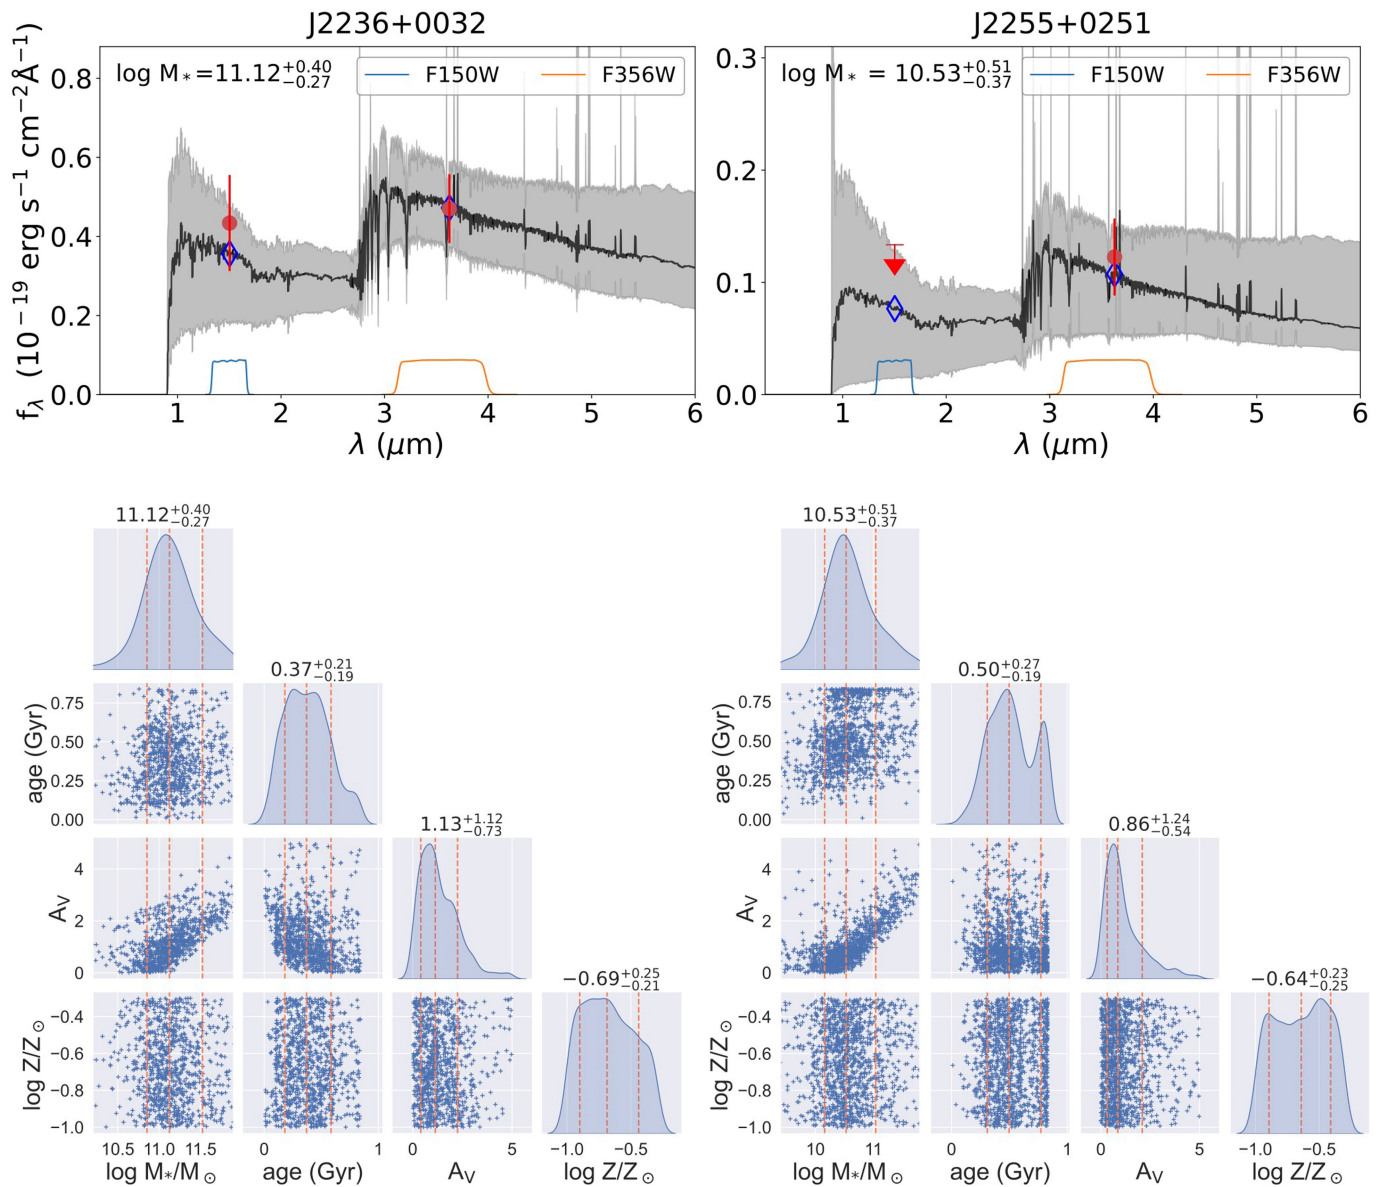 J2236+0032
J2255+0251
log M∗=11.12+0.40−0.27
F150W
F356W
log M∗ = 10.53+0.51−0.37
F150W
F356W
fλ (10−19 erg s−1 cm−2Å−1)
0.8
0.6
0.4
0.2
0.0
0.3
0.2
0.1
0.0
1 2 3 4 5 6
1 2 3 4 5 6
λ (μm)
λ (μm)
11.12+0.40−0.27
10.53+0.51−0.37
0.37+0.21−0.19
0.50+0.27−0.19
age (Gyr)
0.75
0.50
0.25
0.00
age (Gyr)
0.75
0.50
0.25
0.00
1.13+1.12−0.73
0.86+1.24−0.54
AV
4
2
0
AV
4
2
0
−0.69+0.25−0.21
−0.64+0.23−0.25
log Z/Z⊙
−0.4
−0.6
−0.8
−1.0
log Z/Z⊙
−0.4
−0.6
−0.8
−1.0
10.5 11.0 11.5
0 1
0 5
−1.0 −0.5
10 11
0 1
0 5
−1.0 −0.5
log M∗/M⊙
age (Gyr)
AV
log Z/Z⊙
log M∗/M⊙
age (Gyr)
AV
log Z/Z⊙